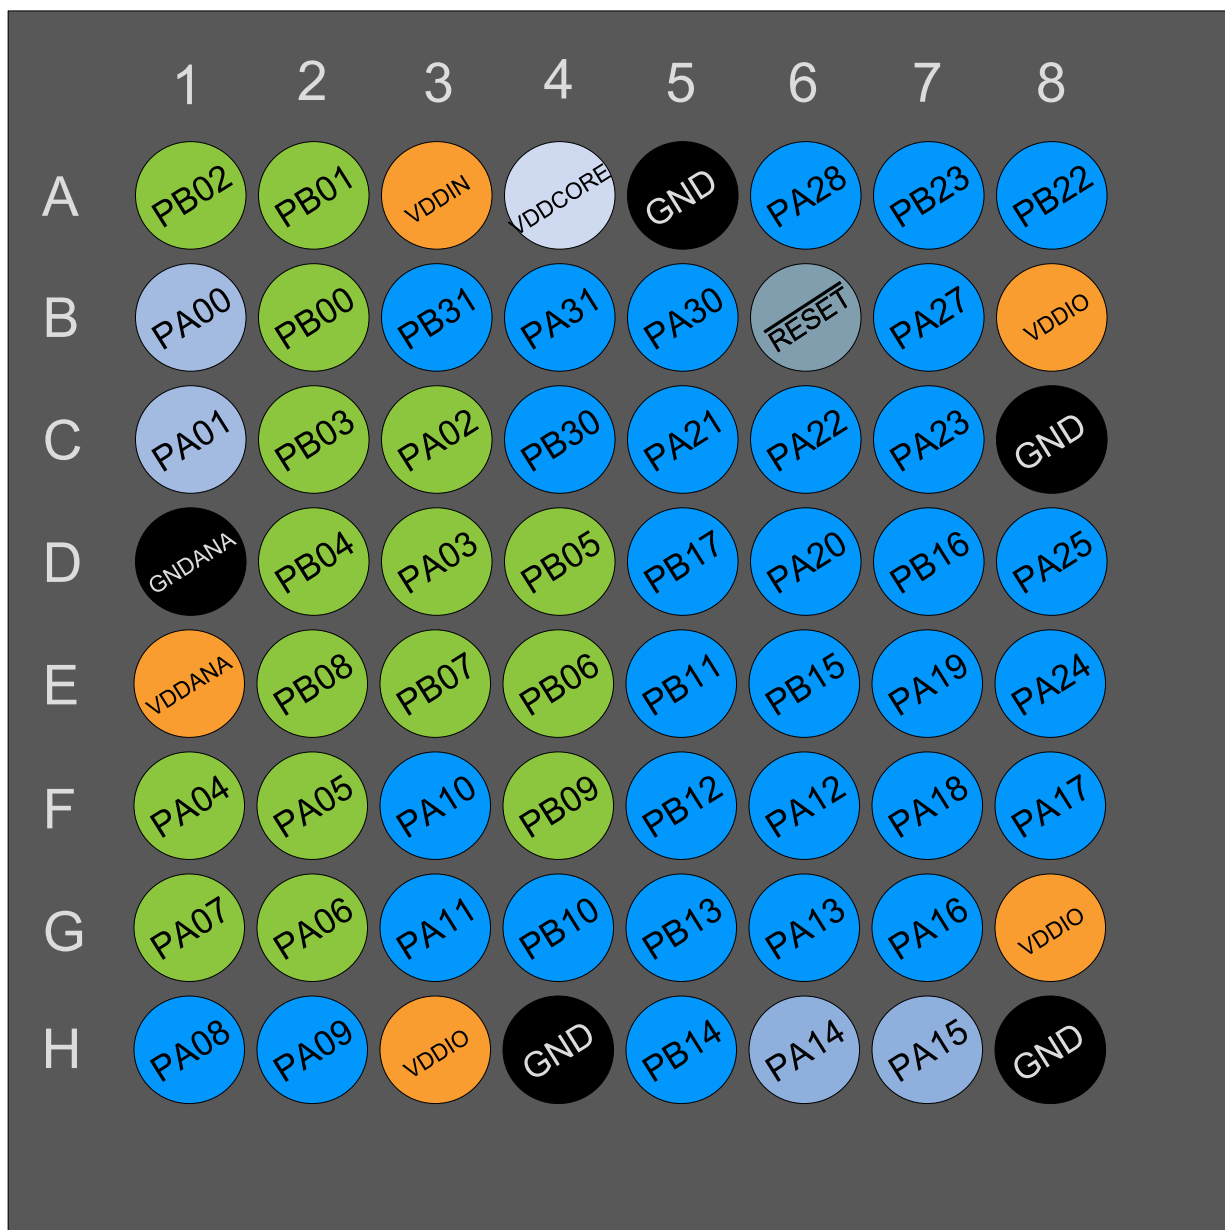 1 2 3 4 5 6 7 8
A PB02 PB01 VDDIN VDDCORE GND PA28 PB23 PB22
B PA00 PB00 PB31 PA31 PA30 RESET PA27 VDDIO
C PA01 PB03 PA02 PB30 PA21 PA22 PA23 GND
D GNDANA PB04 PA03 PB05 PB17 PA20 PB16 PA25
E VDDANA PB08 PB07 PB06 PB11 PB15 PA19 PA24
F PA04 PA05 PA10 PB09 PB12 PA12 PA18 PA17
G PA07 PA06 PA11 PB10 PB13 PA13 PA16 VDDIO
H PA08 PA09 VDDIO GND PB14 PA14 PA15 GND